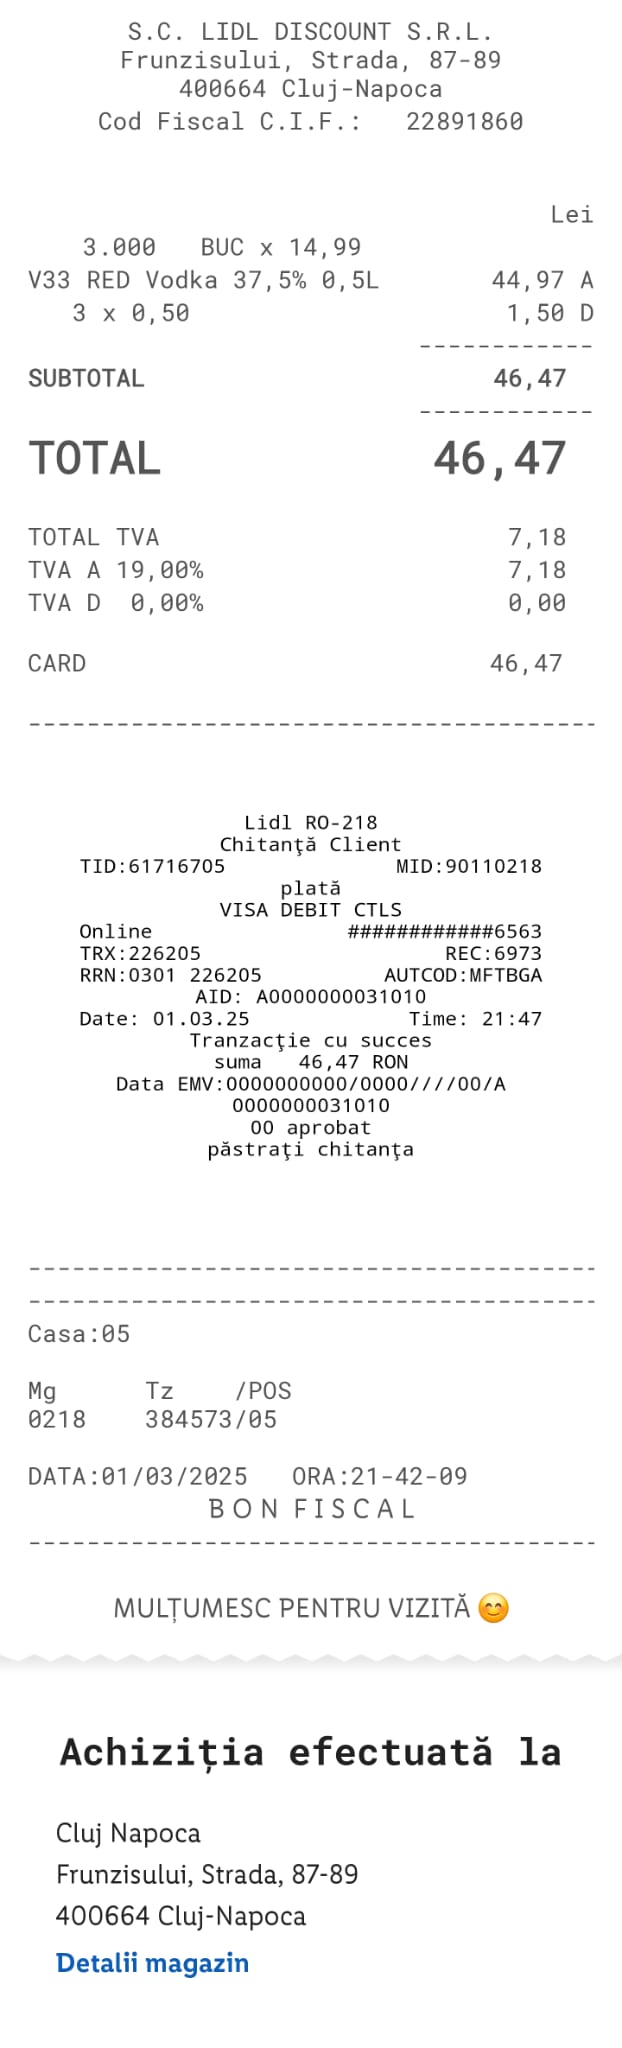 S.C. LIDL DISCOUNT S.R.L.
Frunzisului, Strada, 87-89
400664 Cluj-Napoca
Cod Fiscal C.I.F.: 22891860
Lei
3.000 BUC x 14,99
V33 RED Vodka 37,5% 0,5L 44,97 A
3 x 0,50 1,50 D
------------
SUBTOTAL 46,47
------------
TOTAL 46,47
TOTAL TVA 7,18
TVA A 19,00% 7,18
TVA D 0,00% 0,00
CARD 46,47
---------------------------------------
Lidl RO-218
Chitanţă Client
TID:61716705 MID:90110218
plată
VISA DEBIT CTLS
Online ############6563
TRX:226205 REC:6973
RRN:0301 226205 AUTCOD:MFTBGA
AID: A0000000031010
Date: 01.03.25 Time: 21:47
Tranzacţie cu succes
suma 46,47 RON
Data EMV:0000000000/0000////00/A
0000000031010
00 aprobat
păstraţi chitanţa
---------------------------------------
---------------------------------------
Casa:05
Mg Tz /POS
0218 384573/05
DATA:01/03/2025 ORA:21-42-09
BON FISCAL
---------------------------------------
MULȚUMESC PENTRU VIZITĂ 😊
Achiziția efectuată la
Cluj Napoca
Frunzisului, Strada, 87-89
400664 Cluj-Napoca
Detalii magazin